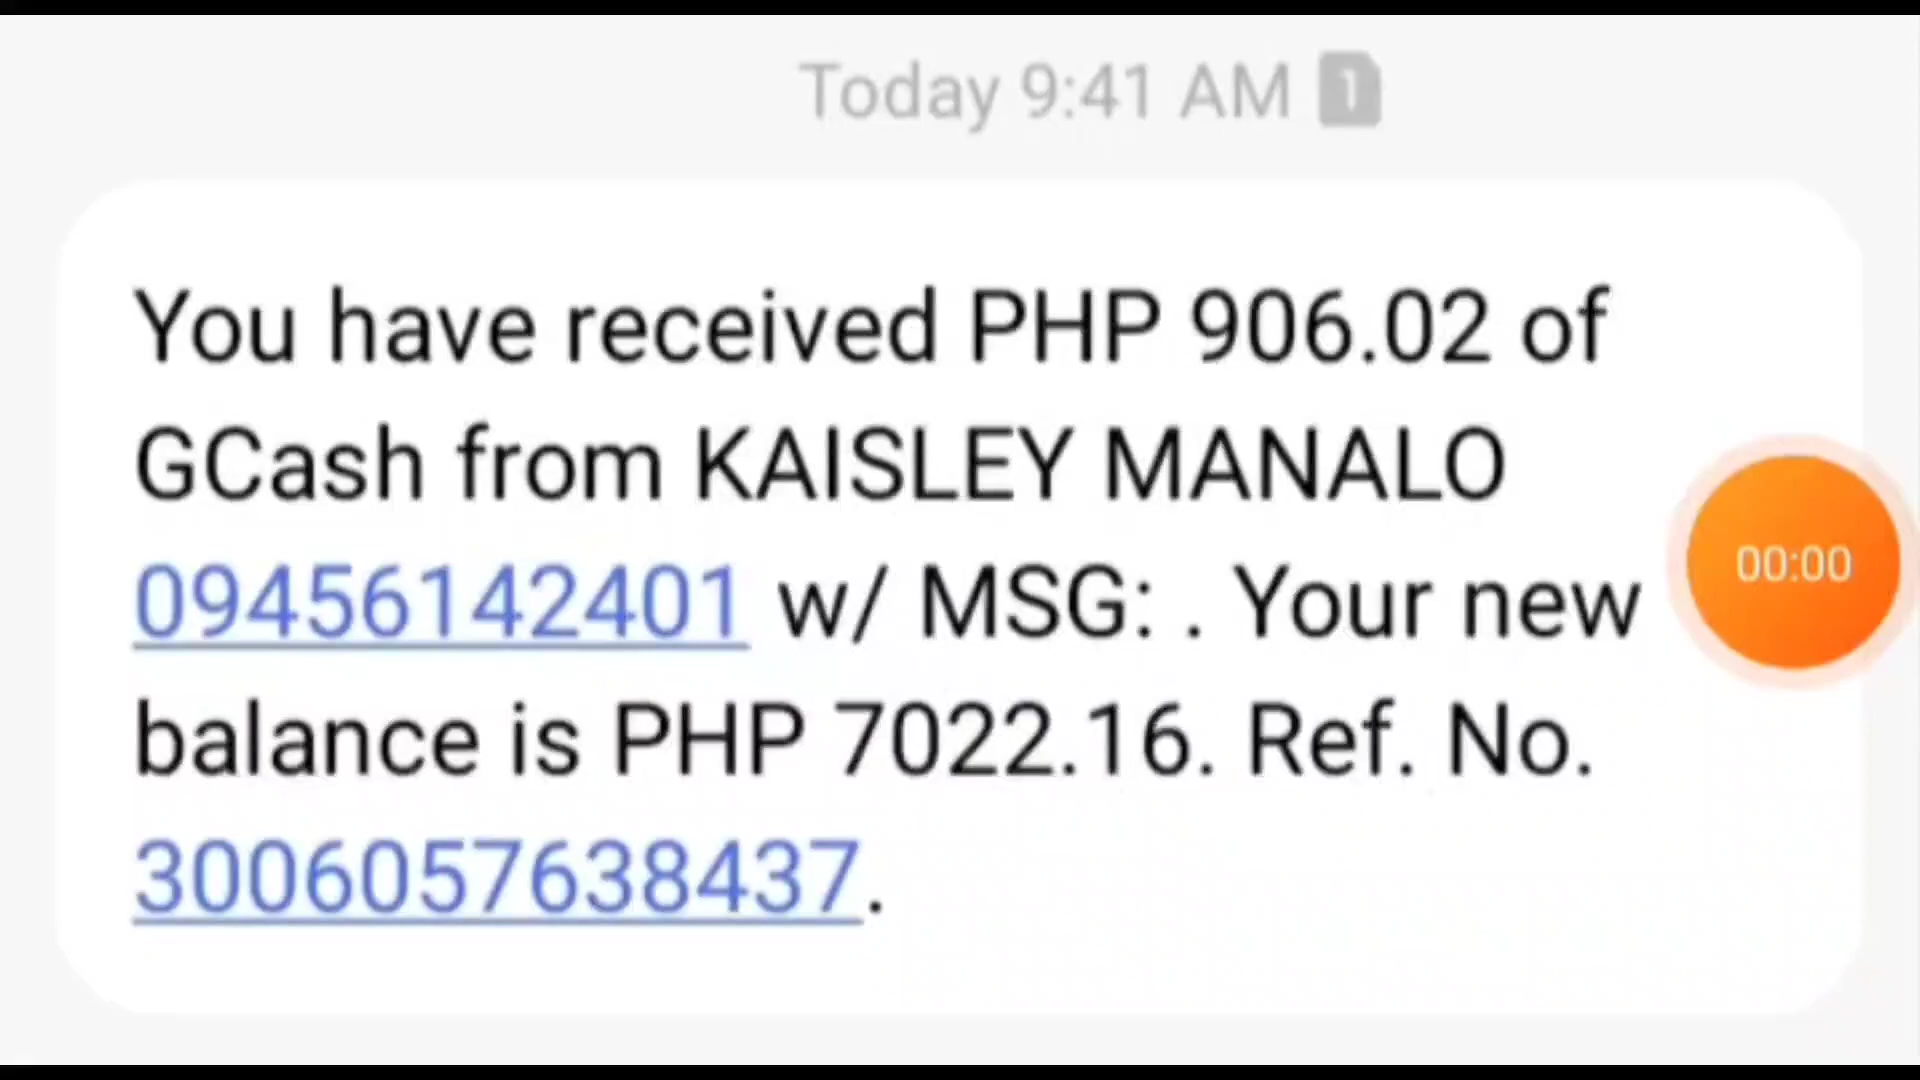 Today 9:41 AM 1
You have received PHP 906.02 of
GCash from KAISLEY MANALO
09456142401 w/ MSG: . Your new
00:00
balance is PHP 7022.16. Ref. No.
3006057638437.